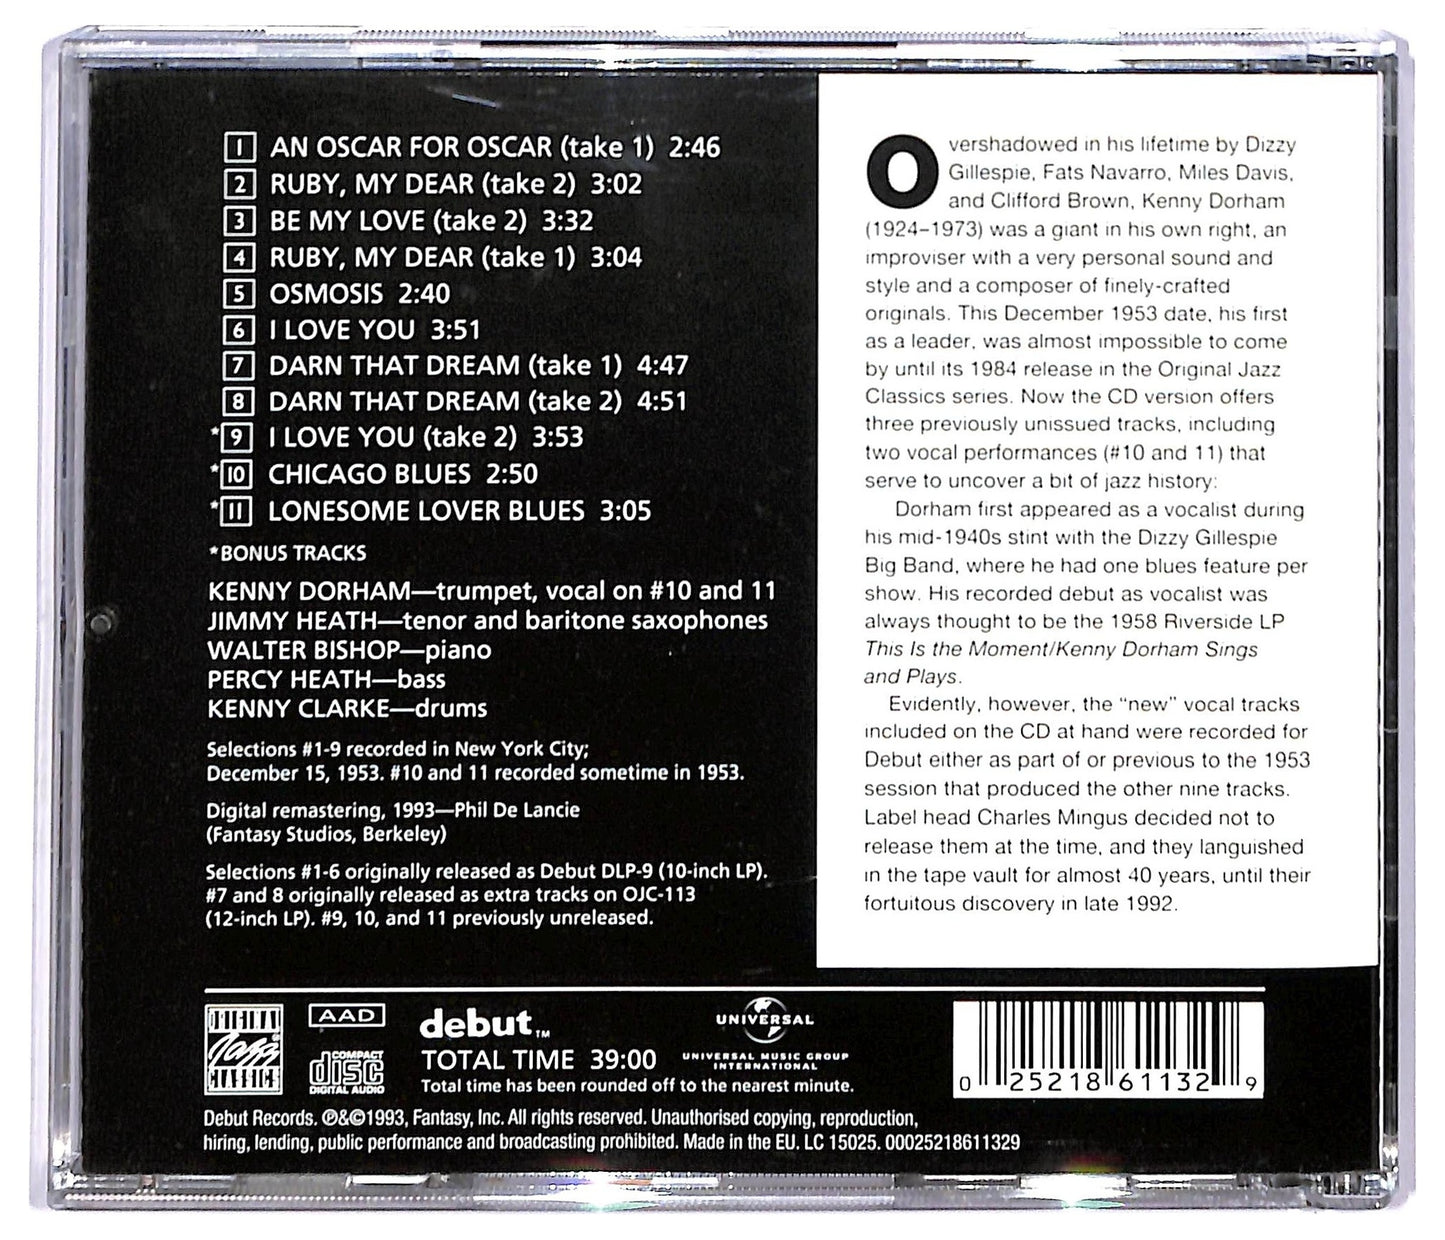 1 AN OSCAR FOR OSCAR (take 1) 2:46
2 RUBY, MY DEAR (take 2) 3:02
3 BE MY LOVE (take 2) 3:32
4 RUBY, MY DEAR (take 1) 3:04
5 OSMOSIS 2:40
6 I LOVE YOU 3:51
7 DARN THAT DREAM (take 1) 4:47
8 DARN THAT DREAM (take 2) 4:51
*9 I LOVE YOU (take 2) 3:53
*10 CHICAGO BLUES 2:50
*11 LONESOME LOVER BLUES 3:05
*BONUS TRACKS
KENNY DORHAM—trumpet, vocal on #10 and 11
JIMMY HEATH—tenor and baritone saxophones
WALTER BISHOP—piano
PERCY HEATH—bass
KENNY CLARKE—drums
Selections #1-9 recorded in New York City;
December 15, 1953. #10 and 11 recorded sometime in 1953.
Digital remastering, 1993—Phil De Lancie
(Fantasy Studios, Berkeley)
Selections #1-6 originally released as Debut DLP-9 (10-inch LP).
#7 and 8 originally released as extra tracks on OJC-113
(12-inch LP). #9, 10, and 11 previously unreleased.
Overshadowed in his lifetime by Dizzy
Gillespie, Fats Navarro, Miles Davis,
and Clifford Brown, Kenny Dorham
(1924–1973) was a giant in his own right, an
improviser with a very personal sound and
style and a composer of finely-crafted
originals. This December 1953 date, his first
as a leader, was almost impossible to come
by until its 1984 release in the Original Jazz
Classics series. Now the CD version offers
three previously unissued tracks, including
two vocal performances (#10 and 11) that
serve to uncover a bit of jazz history:
Dorham first appeared as a vocalist during
his mid-1940s stint with the Dizzy Gillespie
Big Band, where he had one blues feature per
show. His recorded debut as vocalist was
always thought to be the 1958 Riverside LP
This Is the Moment/Kenny Dorham Sings
and Plays.
Evidently, however, the “new” vocal tracks
included on the CD at hand were recorded for
Debut either as part of or previous to the 1953
session that produced the other nine tracks.
Label head Charles Mingus decided not to
release them at the time, and they languished
in the tape vault for almost 40 years, until their
fortuitous discovery in late 1992.
ORIGINAL
Jazz
CLASSICS
AAD
COMPACT
disc
DIGITAL AUDIO
debut™
TOTAL TIME 39:00
Total time has been rounded off to the nearest minute.
UNIVERSAL
UNIVERSAL MUSIC GROUP
INTERNATIONAL
0 25218 61132 9
Debut Records. ℗&©1993, Fantasy, Inc. All rights reserved. Unauthorised copying, reproduction,
hiring, lending, public performance and broadcasting prohibited. Made in the EU. LC 15025. 00025218611329